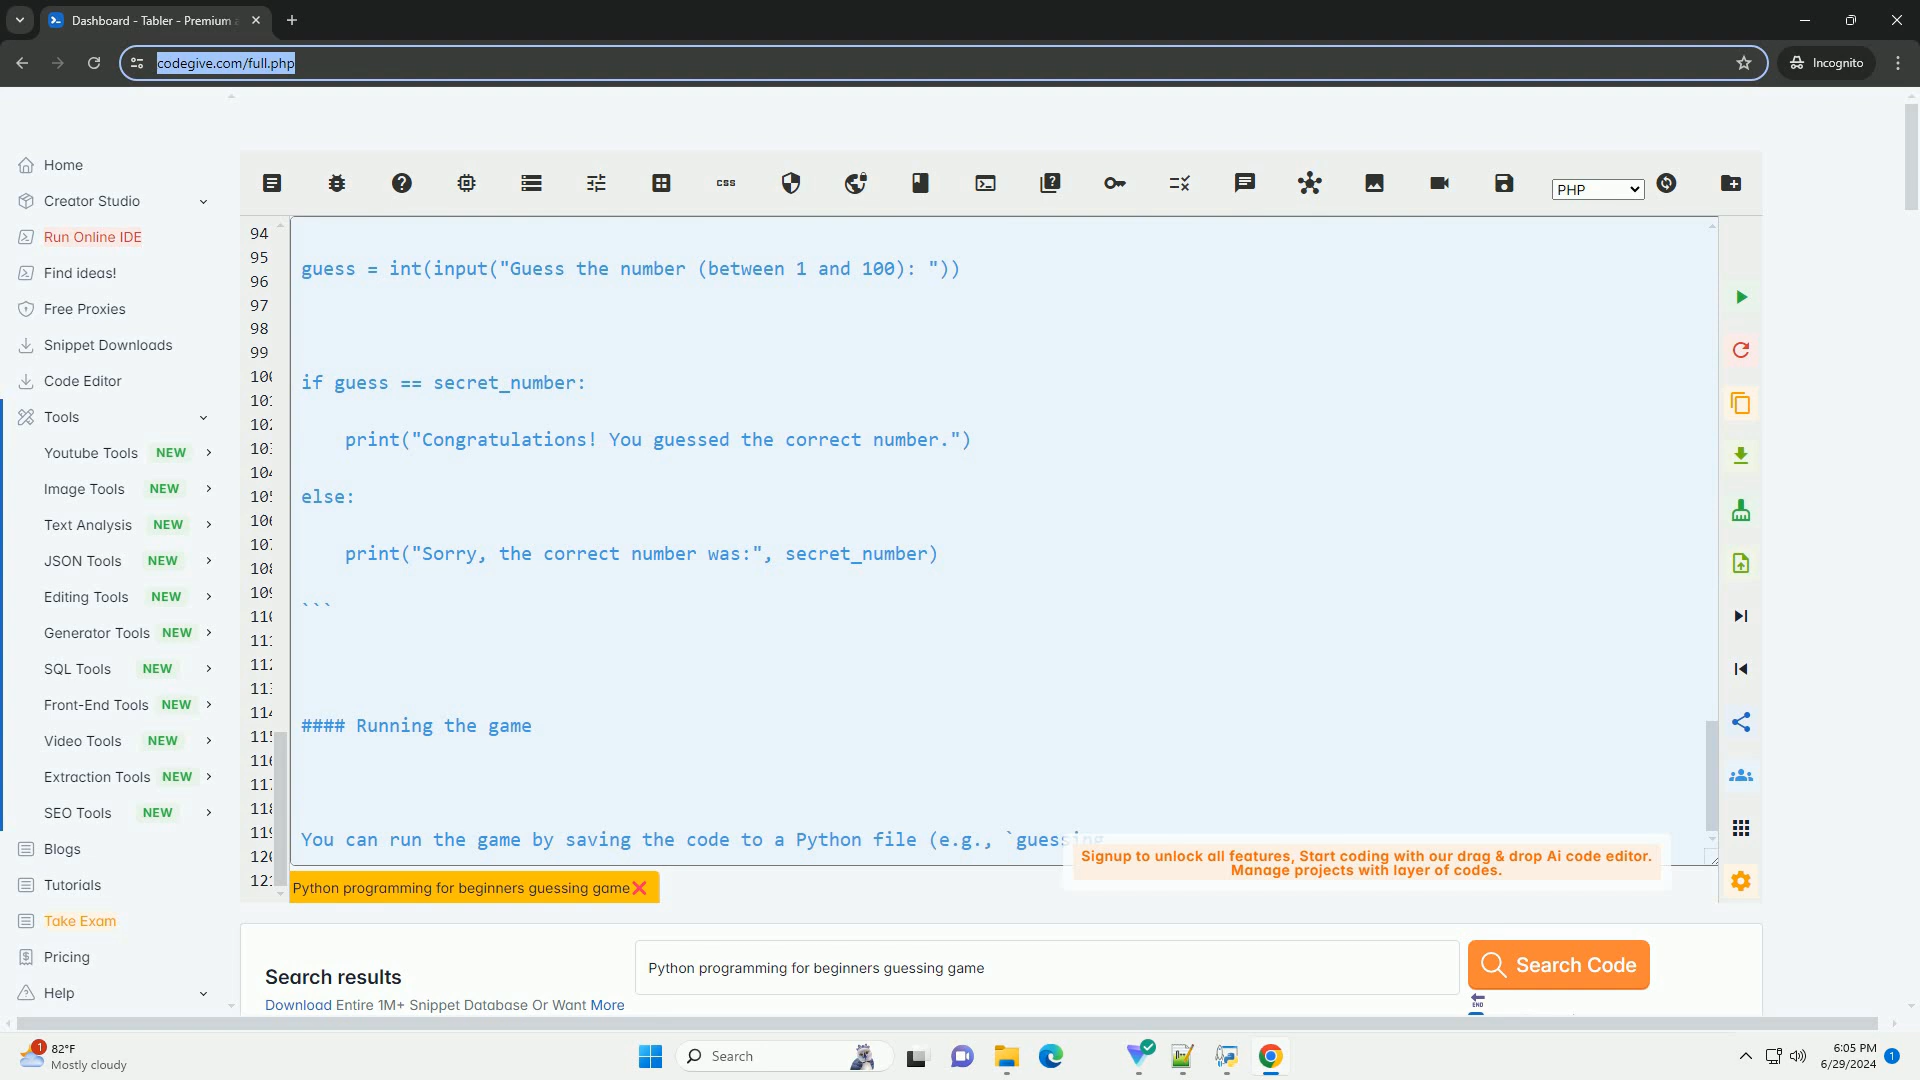 Dashboard - Tabler - Premium
codegive.com/full.php
Incognito
Home
Creator Studio
Run Online IDE
Find ideas!
Free Proxies
Snippet Downloads
Code Editor
Tools
Youtube Tools NEW
Image Tools NEW
Text Analysis NEW
JSON Tools NEW
Editing Tools NEW
Generator Tools NEW
SQL Tools NEW
Front-End Tools NEW
Video Tools NEW
Extraction Tools NEW
SEO Tools NEW
Blogs
Tutorials
Take Exam
Pricing
Help
CSS
PHP
94
95
96
97
98
99
guess = int(input("Guess the number (between 1 and 100): "))
if guess == secret_number:
print("Congratulations! You guessed the correct number.")
else:
print("Sorry, the correct number was:", secret_number)
```
#### Running the game
You can run the game by saving the code to a Python file (e.g., `guessing
Signup to unlock all features, Start coding with our drag & drop Ai code editor.
Manage projects with layer of codes.
Python programming for beginners guessing game
Search results
Download Entire 1M+ Snippet Database Or Want More
Python programming for beginners guessing game
Search Code
END
1
82°F
Mostly cloudy
Search
6:05 PM
6/29/2024
1